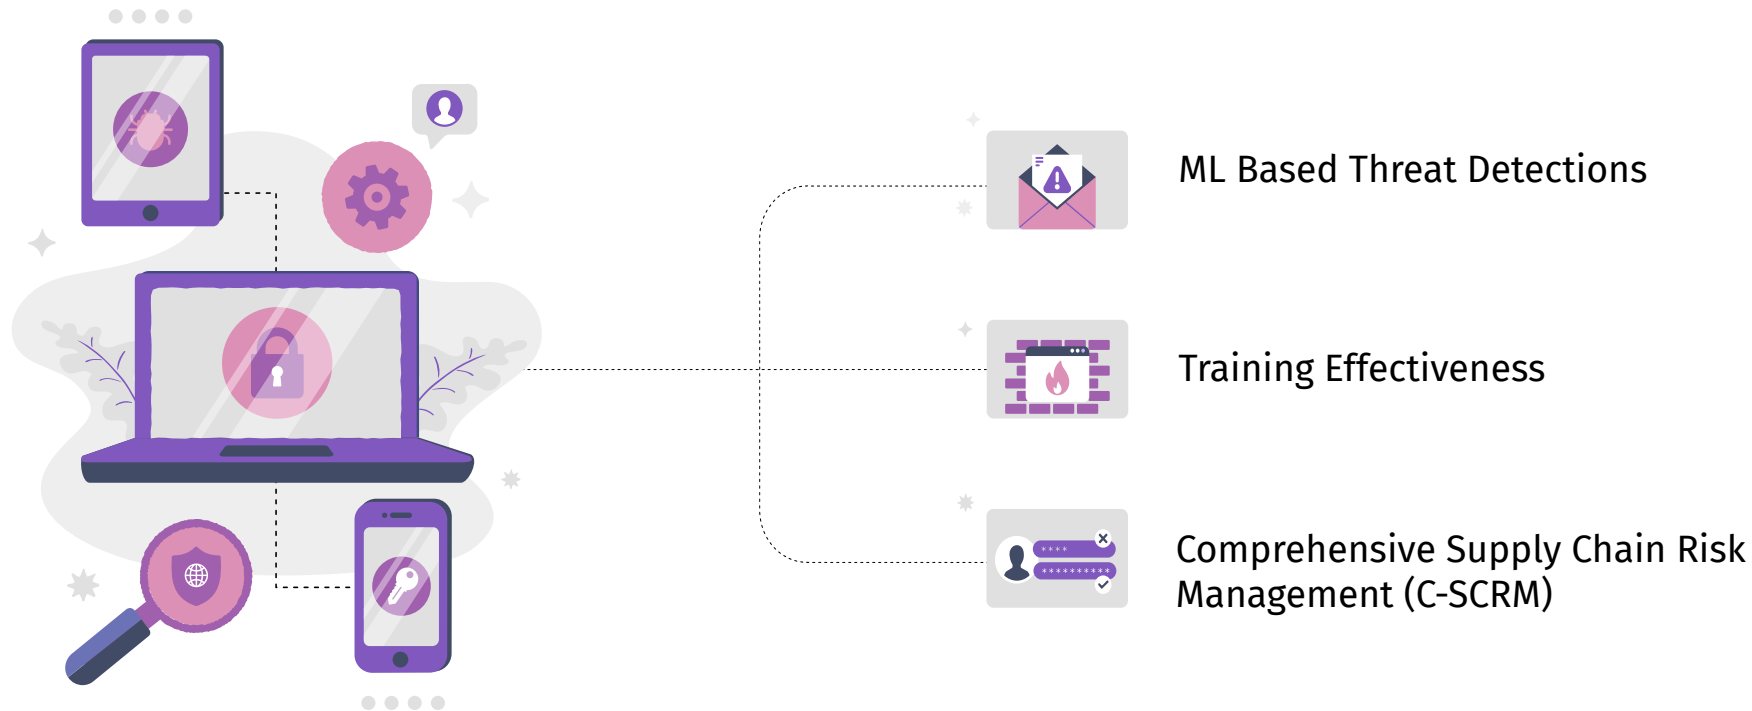 ML Based Threat Detections
Training Effectiveness
Comprehensive Supply Chain Risk
Management (C-SCRM)